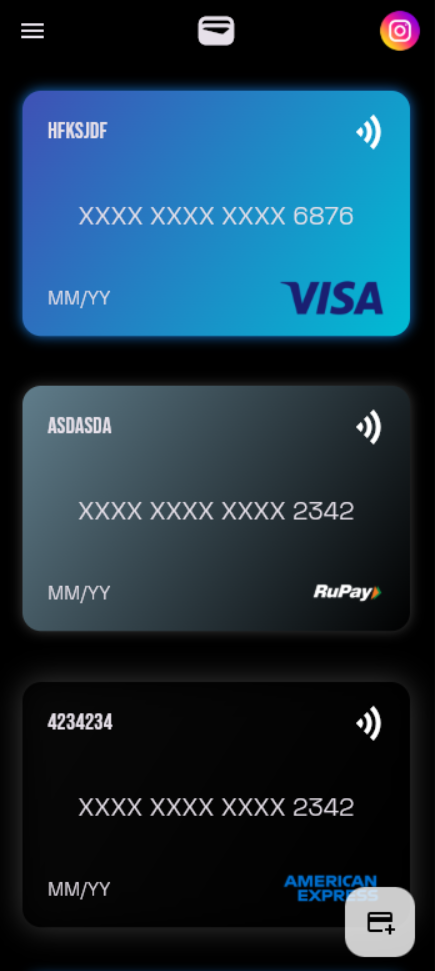 HFKSJDF
XXXX XXXX XXXX 6876
MM/YY
VISA
ASDASDA
XXXX XXXX XXXX 2342
MM/YY
RuPay
4234234
XXXX XXXX XXXX 2342
MM/YY
AMERICAN
EXPRESS